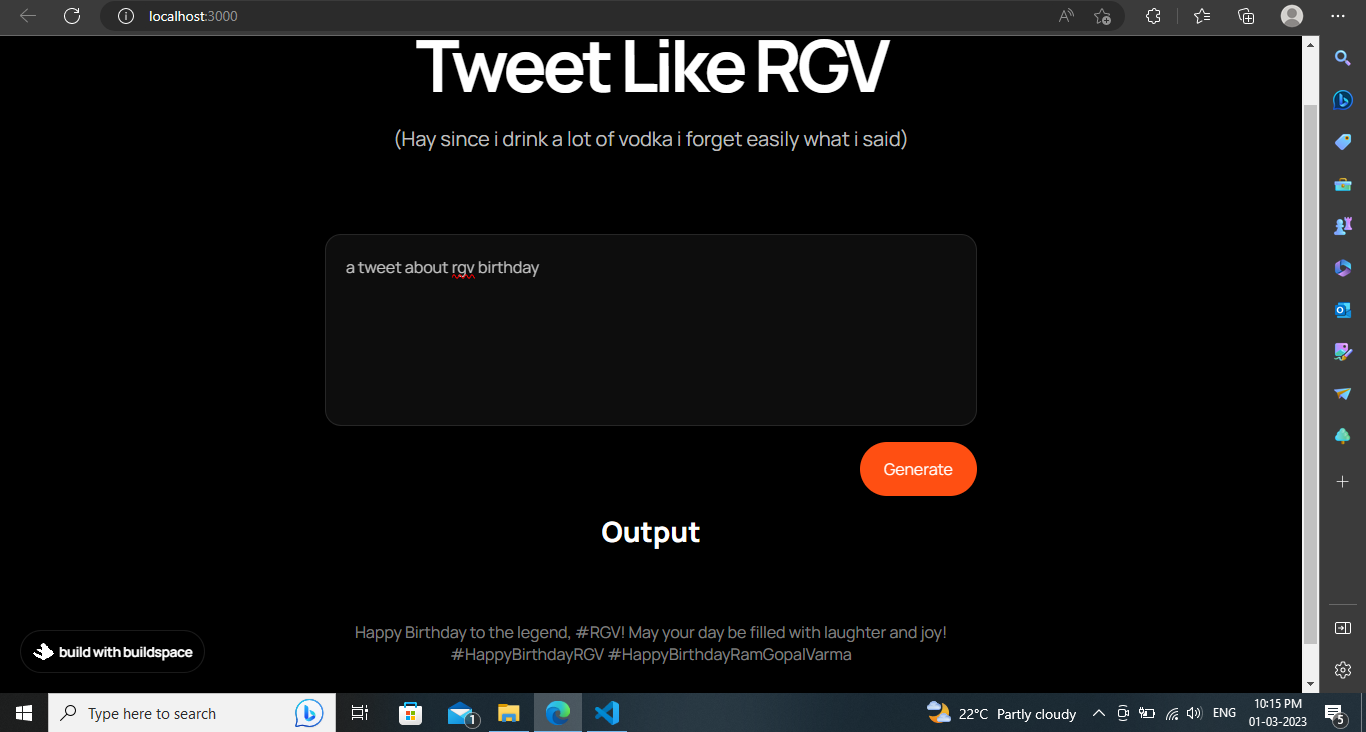 localhost:3000
Tweet Like RGV
(Hay since i drink a lot of vodka i forget easily what i said)
a tweet about rgv birthday
Generate
Output
Happy Birthday to the legend, #RGV! May your day be filled with laughter and joy!
#HappyBirthdayRGV #HappyBirthdayRamGopalVarma
build with buildspace
Type here to search
1
22°C Partly cloudy
ENG
10:15 PM
01-03-2023
5